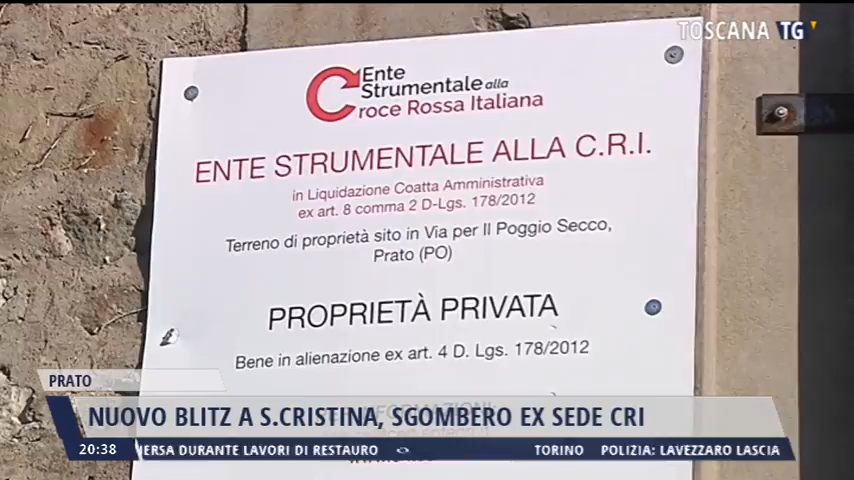 TOSCANA TG
Ente
Strumentale alla
Croce Rossa Italiana
ENTE STRUMENTALE ALLA C.R.I.
in Liquidazione Coatta Amministrativa
ex art. 8 comma 2 D-Lgs. 178/2012
Terreno di proprietà sito in Via per Il Poggio Secco,
Prato (PO)
PROPRIETÀ PRIVATA
Bene in alienazione ex art. 4 D. Lgs. 178/2012
PRATO
NUOVO BLITZ A S.CRISTINA, SGOMBERO EX SEDE CRI
20:38 ERSA DURANTE LAVORI DI RESTAURO TORINO POLIZIA: LAVEZZARO LASCIA